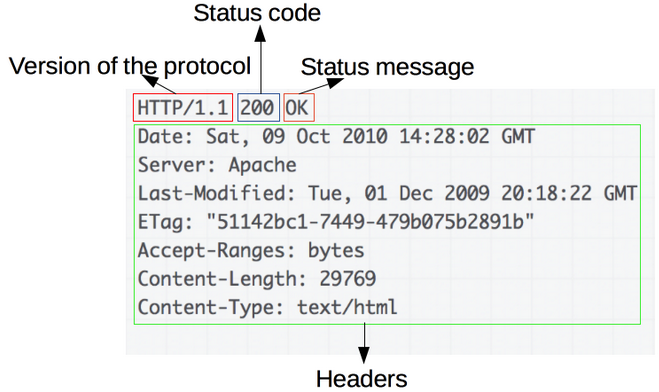 Status code
Version of the protocol
Status message
HTTP/1.1 200 OK
Date: Sat, 09 Oct 2010 14:28:02 GMT
Server: Apache
Last-Modified: Tue, 01 Dec 2009 20:18:22 GMT
ETag: "51142bc1-7449-479b075b2891b"
Accept-Ranges: bytes
Content-Length: 29769
Content-Type: text/html
Headers